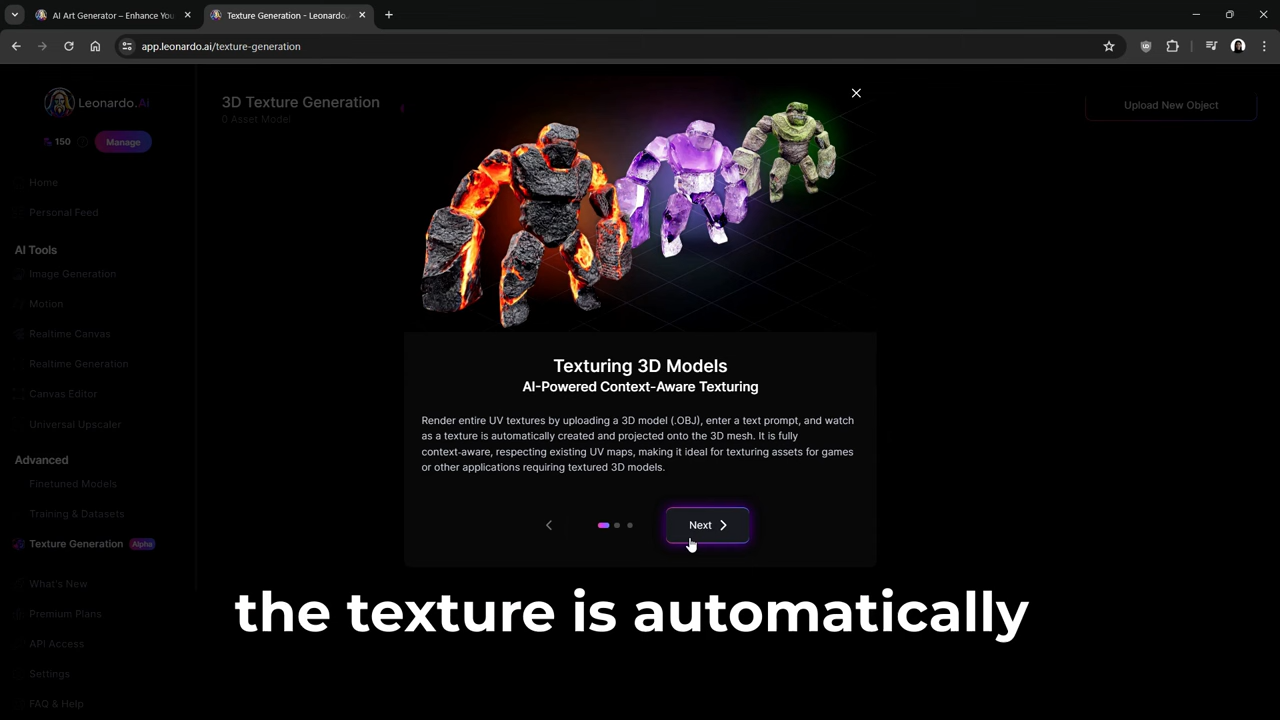 AI Art Generator – Enhance You
Texture Generation - Leonardo.
app.leonardo.ai/texture-generation
Leonardo.AI
150
Manage
Home
Personal Feed
AI Tools
Image Generation
Motion
Realtime Canvas
Realtime Generation
Canvas Editor
Universal Upscaler
Advanced
Finetuned Models
Training & Datasets
Texture Generation Alpha
What's New
Premium Plans
API Access
Settings
FAQ & Help
3D Texture Generation
0 Asset Model
Upload New Object
Texturing 3D Models
AI-Powered Context-Aware Texturing
Render entire UV textures by uploading a 3D model (.OBJ), enter a text prompt, and watch
as a texture is automatically created and projected onto the 3D mesh. It is fully
context-aware, respecting existing UV maps, making it ideal for texturing assets for games
or other applications requiring textured 3D models.
Next
the texture is automatically